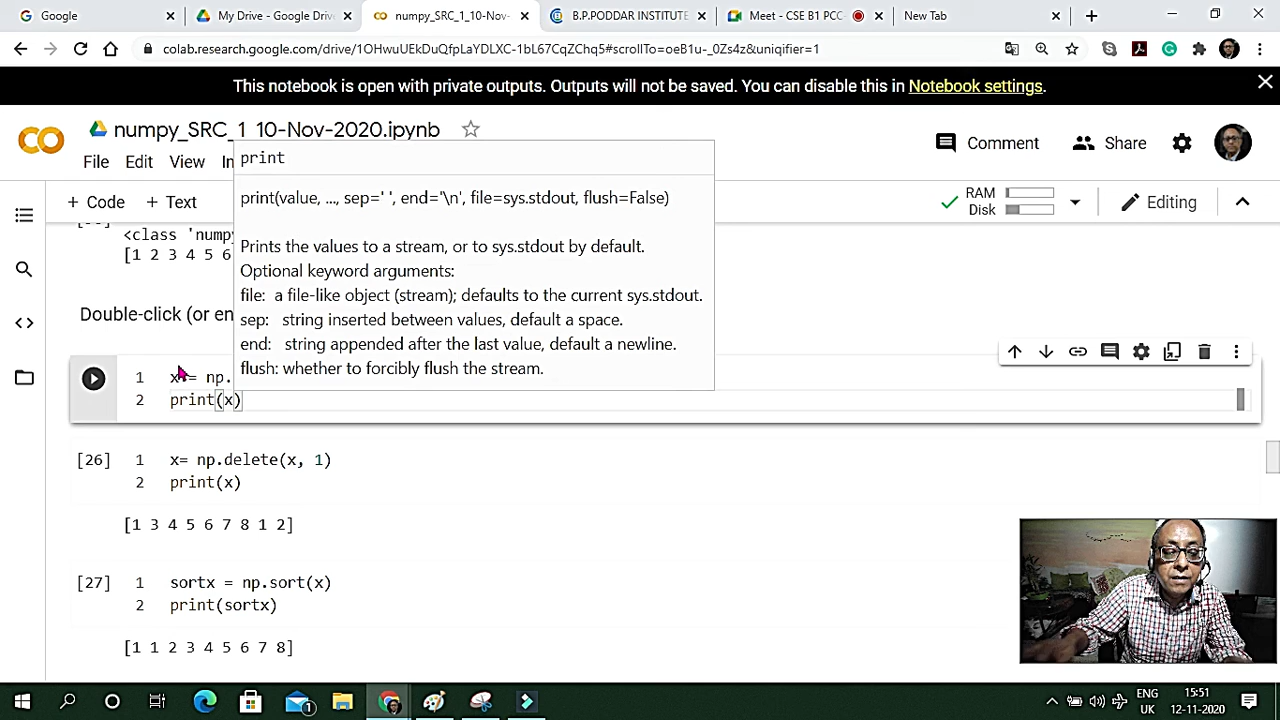 Google
My Drive - Google Driv
numpy_SRC_1_10-Nov-
B.P.PODDAR INSTITUTE
Meet - CSE B1 PCC-
New Tab
colab.research.google.com/drive/1OHwuUEkDuQfpLaYDLXC-1bL67CqZChq5#scrollTo=oeB1u-_0Zs4z&uniqifier=1
This notebook is open with private outputs. Outputs will not be saved. You can disable this in Notebook settings.
numpy_SRC_1_10-Nov-2020.ipynb
Comment
Share
File Edit View In
print
+ Code + Text
RAM
Disk
Editing
print(value, ..., sep=' ', end='\n', file=sys.stdout, flush=False)
<class 'numpy
[1 2 3 4 5 6
Prints the values to a stream, or to sys.stdout by default.
Optional keyword arguments:
file: a file-like object (stream); defaults to the current sys.stdout.
sep: string inserted between values, default a space.
end: string appended after the last value, default a newline.
flush: whether to forcibly flush the stream.
Double-click (or en
1 x= np.
2 print(x)
[26] 1 x= np.delete(x, 1)
2 print(x)
[1 3 4 5 6 7 8 1 2]
[27] 1 sortx = np.sort(x)
2 print(sortx)
[1 1 2 3 4 5 6 7 8]
1
ENG
UK
15:51
12-11-2020